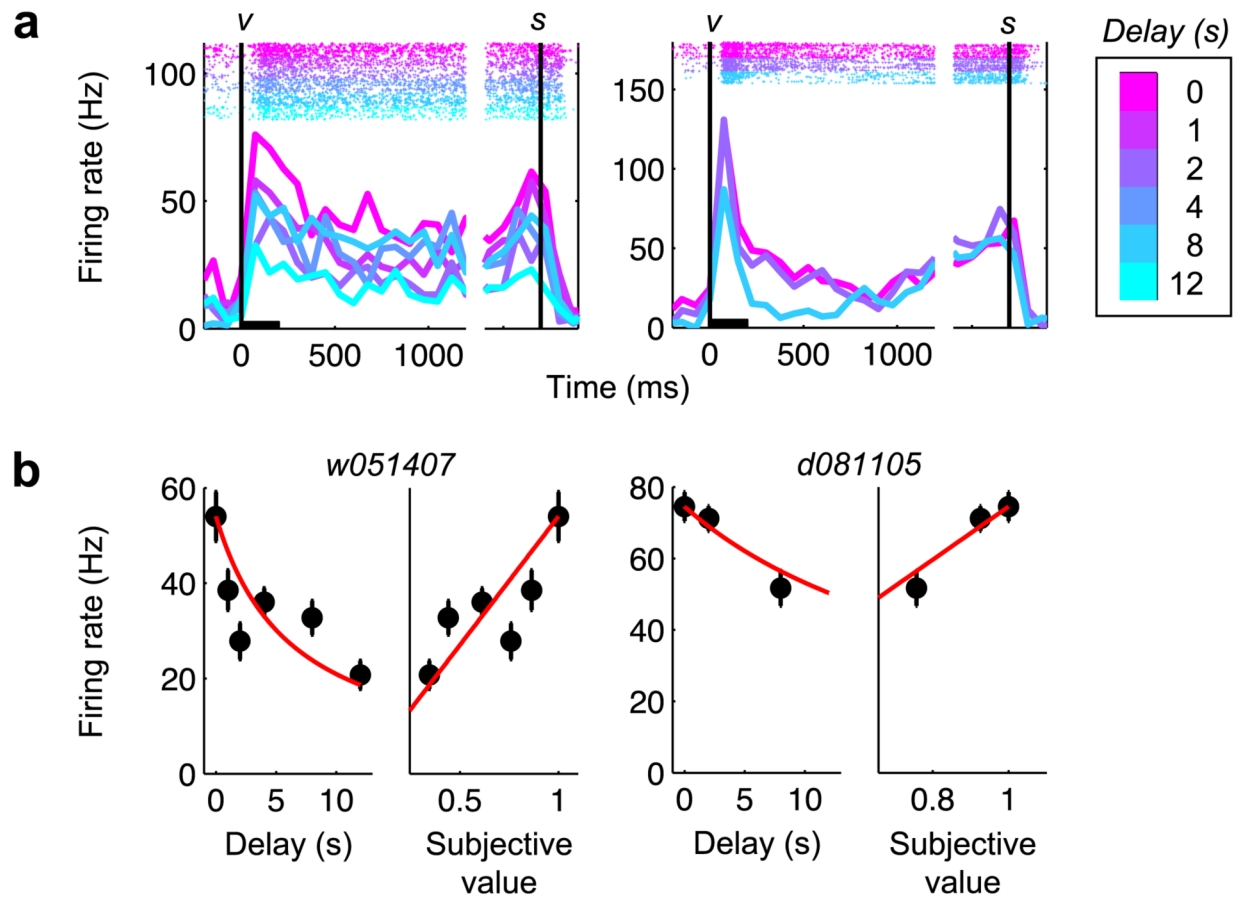 a
v s v s Delay (s)
Firing rate (Hz)
100
50
0
150
100
50
0
0
1
2
4
8
12
0 500 1000 0 500 1000
Time (ms)
b
w051407 d081105
Firing rate (Hz)
60
40
20
0
80
60
40
20
0
0 5 10 0.5 1 0 5 10 0.8 1
Delay (s) Subjective value Delay (s) Subjective value